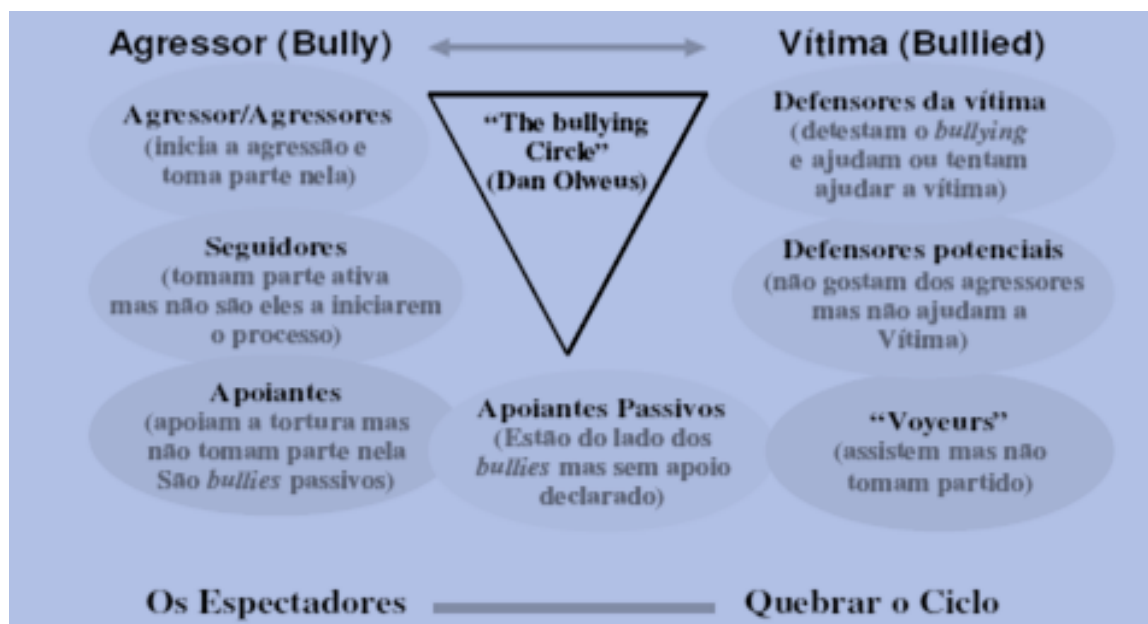 Agressor (Bully)
Vítima (Bullied)
Agressor/Agressores
(inicia a agressão e
toma parte nela)
Seguidores
(tomam parte ativa
mas não são eles a iniciarem
o processo)
Apoiantes
(apoiam a tortura mas
não tomam parte nela
São bullies passivos)
“The bullying
Circle”
(Dan Olweus)
Apoiantes Passivos
(Estão do lado dos
bullies mas sem apoio
declarado)
Defensores da vítima
(detestam o bullying
e ajudam ou tentam
ajudar a vítima)
Defensores potenciais
(não gostam dos agressores
mas não ajudam a
Vítima)
“Voyeurs”
(assistem mas não
tomam partido)
Os Espectadores
Quebrar o Ciclo